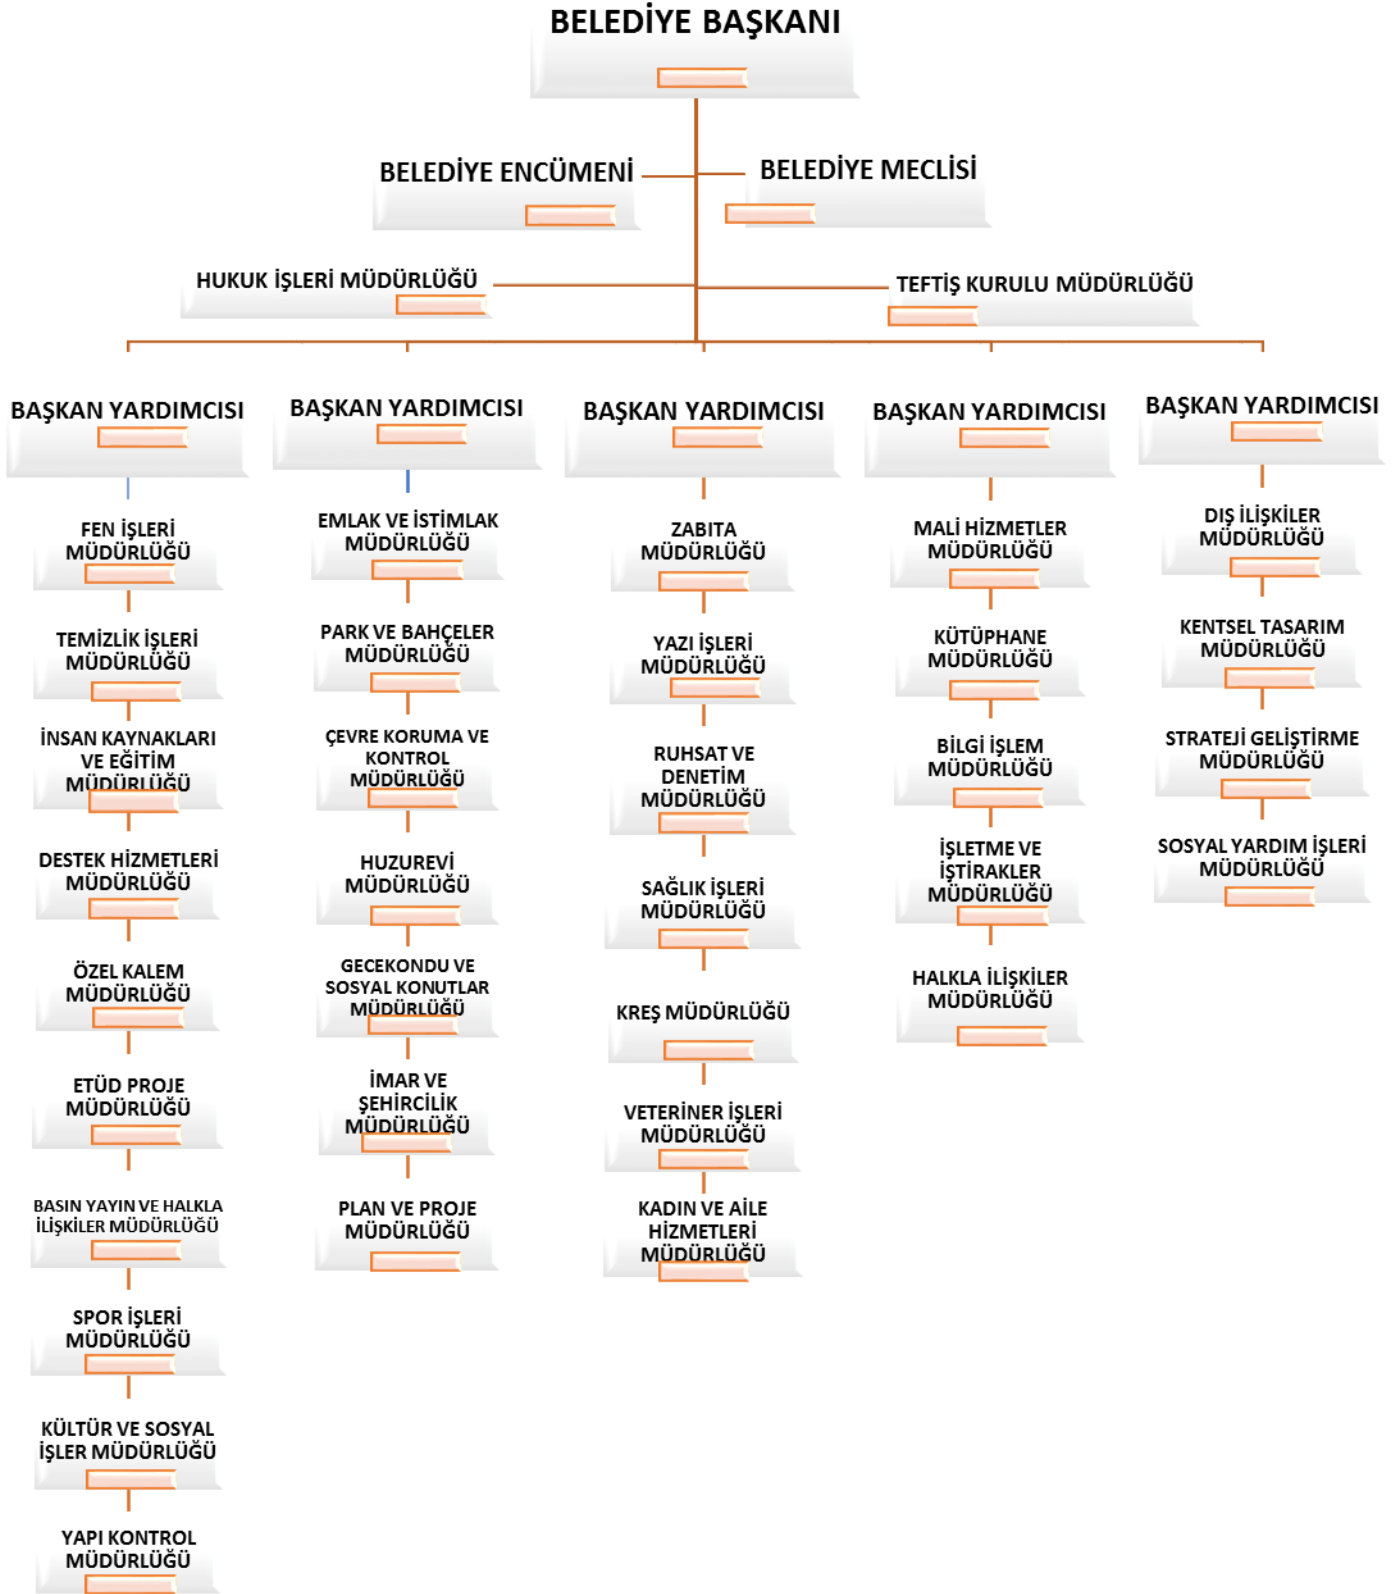 BELEDİYE BAŞKANI
BELEDİYE ENCÜMENİ
BELEDİYE MECLİSİ
HUKUK İŞLERİ MÜDÜRLÜĞÜ
TEFTİŞ KURULU MÜDÜRLÜĞÜ
BAŞKAN YARDIMCISI
FEN İŞLERİ
MÜDÜRLÜĞÜ
TEMİZLİK İŞLERİ
MÜDÜRLÜĞÜ
İNSAN KAYNAKLARI
VE EĞİTİM
MÜDÜRLÜĞÜ
DESTEK HİZMETLERİ
MÜDÜRLÜĞÜ
ÖZEL KALEM
MÜDÜRLÜĞÜ
ETÜD PROJE
MÜDÜRLÜĞÜ
BASIN YAYIN VE HALKLA
İLİŞKİLER MÜDÜRLÜĞÜ
SPOR İŞLERİ
MÜDÜRLÜĞÜ
KÜLTÜR VE SOSYAL
İŞLER MÜDÜRLÜĞÜ
YAPI KONTROL
MÜDÜRLÜĞÜ
BAŞKAN YARDIMCISI
EMLAK VE İSTİMLAK
MÜDÜRLÜĞÜ
PARK VE BAHÇELER
MÜDÜRLÜĞÜ
ÇEVRE KORUMA VE
KONTROL
MÜDÜRLÜĞÜ
HUZUREVİ
MÜDÜRLÜĞÜ
GECEKONDU VE
SOSYAL KONUTLAR
MÜDÜRLÜĞÜ
İMAR VE
ŞEHİRCİLİK
MÜDÜRLÜĞÜ
PLAN VE PROJE
MÜDÜRLÜĞÜ
BAŞKAN YARDIMCISI
ZABITA
MÜDÜRLÜĞÜ
YAZI İŞLERİ
MÜDÜRLÜĞÜ
RUHSAT VE
DENETİM
MÜDÜRLÜĞÜ
SAĞLIK İŞLERİ
MÜDÜRLÜĞÜ
KREŞ MÜDÜRLÜĞÜ
VETERİNER İŞLERİ
MÜDÜRLÜĞÜ
KADIN VE AİLE
HİZMETLERİ
MÜDÜRLÜĞÜ
BAŞKAN YARDIMCISI
MALİ HİZMETLER
MÜDÜRLÜĞÜ
KÜTÜPHANE
MÜDÜRLÜĞÜ
BİLGİ İŞLEM
MÜDÜRLÜĞÜ
İŞLETME VE
İŞTİRAKLER
MÜDÜRLÜĞÜ
HALKLA İLİŞKİLER
MÜDÜRLÜĞÜ
BAŞKAN YARDIMCISI
DIŞ İLİŞKİLER
MÜDÜRLÜĞÜ
KENTSEL TASARIM
MÜDÜRLÜĞÜ
STRATEJİ GELİŞTİRME
MÜDÜRLÜĞÜ
SOSYAL YARDIM İŞLERİ
MÜDÜRLÜĞÜ